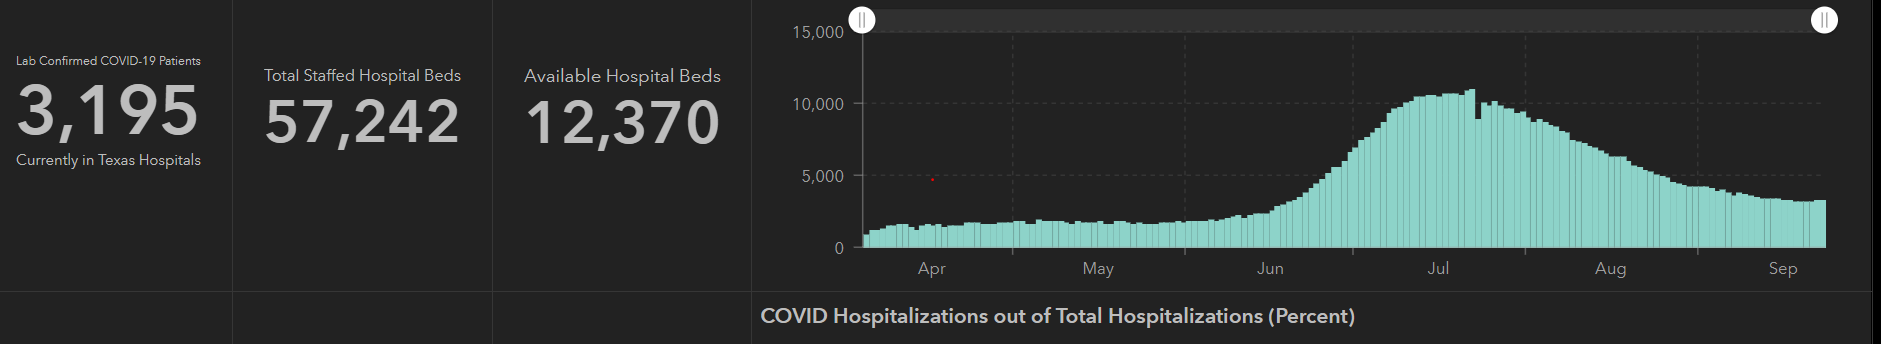 Lab Confirmed COVID-19 Patients
3,195
Currently in Texas Hospitals
Total Staffed Hospital Beds
57,242
Available Hospital Beds
12,370
15,000
10,000
5,000
0
Apr May Jun Jul Aug Sep
COVID Hospitalizations out of Total Hospitalizations (Percent)